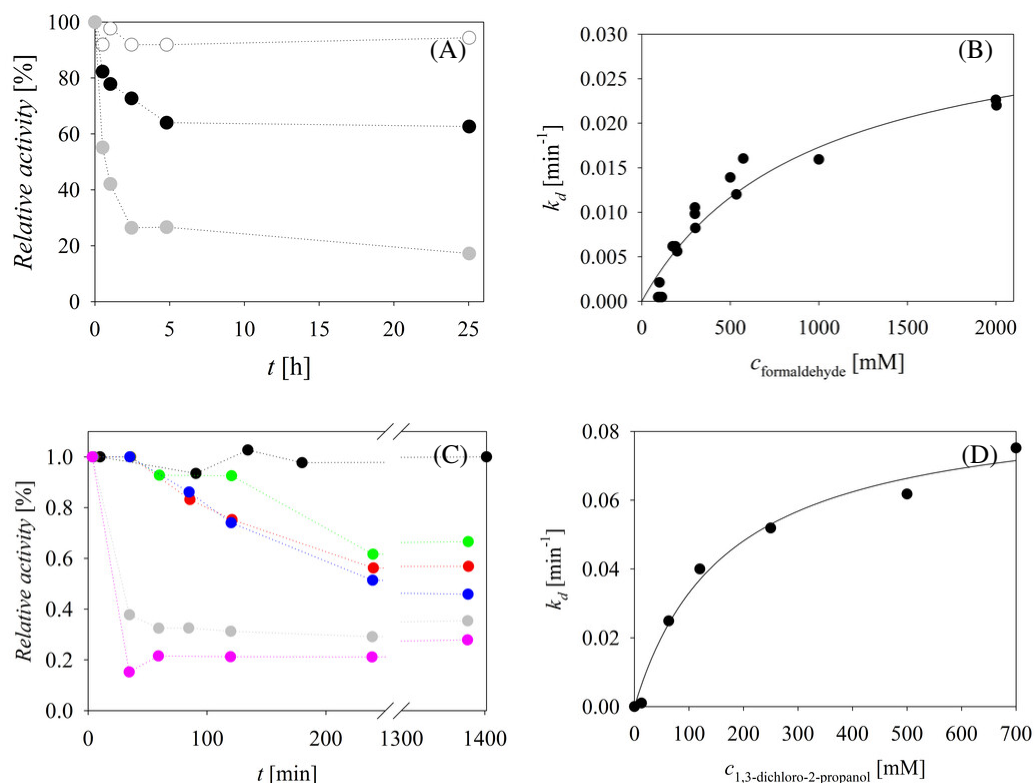 100
80
60
40
20
0
Relative activity [%]
(A)
0 5 10 15 20 25
t [h]
0.030
0.025
0.020
0.015
0.010
0.005
0.000
k_d [min⁻¹]
(B)
0 500 1000 1500 2000
c_formaldehyde [mM]
1.0
0.8
0.6
0.4
0.2
0.0
Relative activity [%]
(C)
0 100 200 1300 1400
t [min]
0.08
0.06
0.04
0.02
0.00
k_d [min⁻¹]
(D)
0 100 200 300 400 500 600 700
c_1,3-dichloro-2-propanol [mM]